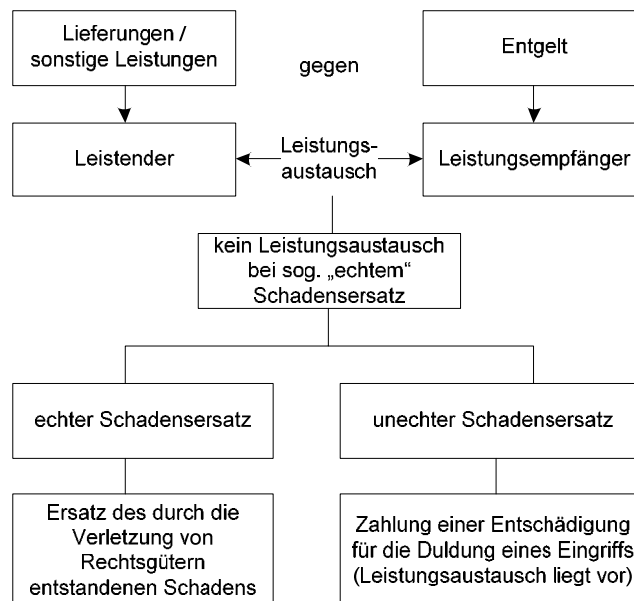 Lieferungen /
sonstige Leistungen
gegen
Entgelt
Leistender
Leistungs-
austausch
Leistungsempfänger
kein Leistungsaustausch
bei sog. „echtem“
Schadensersatz
echter Schadensersatz
unechter Schadensersatz
Ersatz des durch die
Verletzung von
Rechtsgütern
entstandenen Schadens
Zahlung einer Entschädigung
für die Duldung eines Eingriffs
(Leistungsaustausch liegt vor)